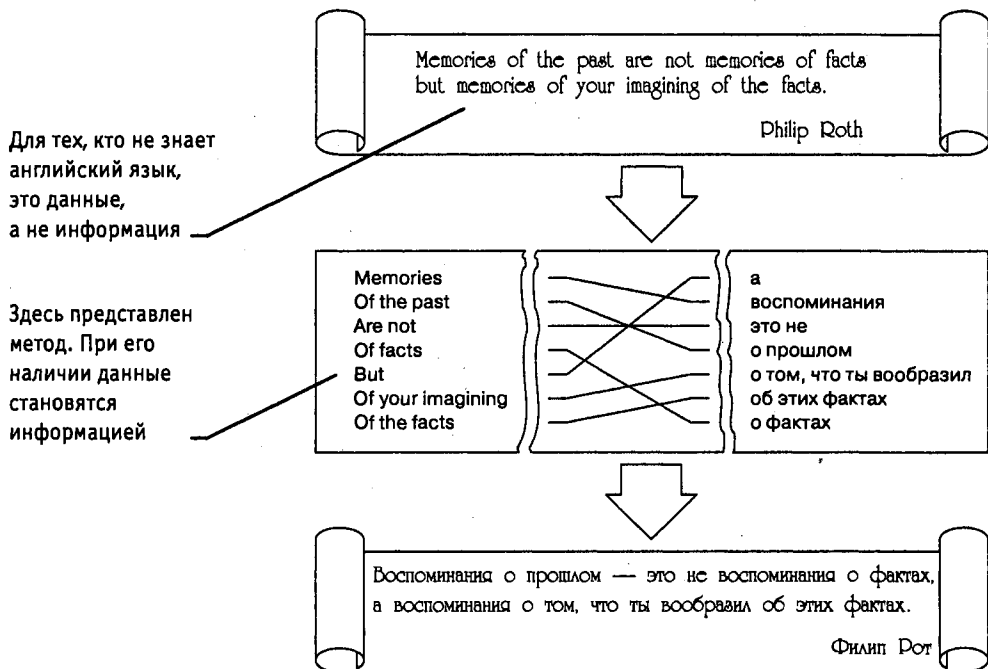 Memories of the past are not memories of facts
but memories of your imagining of the facts.
Philip Roth
Для тех, кто не знает
английский язык,
это данные,
а не информация
Здесь представлен
метод. При его
наличии данные
становятся
информацией
Memories
Of the past
Are not
Of facts
But
Of your imagining
Of the facts
а
воспоминания
это не
о прошлом
о том, что ты вообразил
об этих фактах
о фактах
Воспоминания о прошлом — это не воспоминания о фактах,
а воспоминания о том, что ты вообразил об этих фактах.
Филип Рот